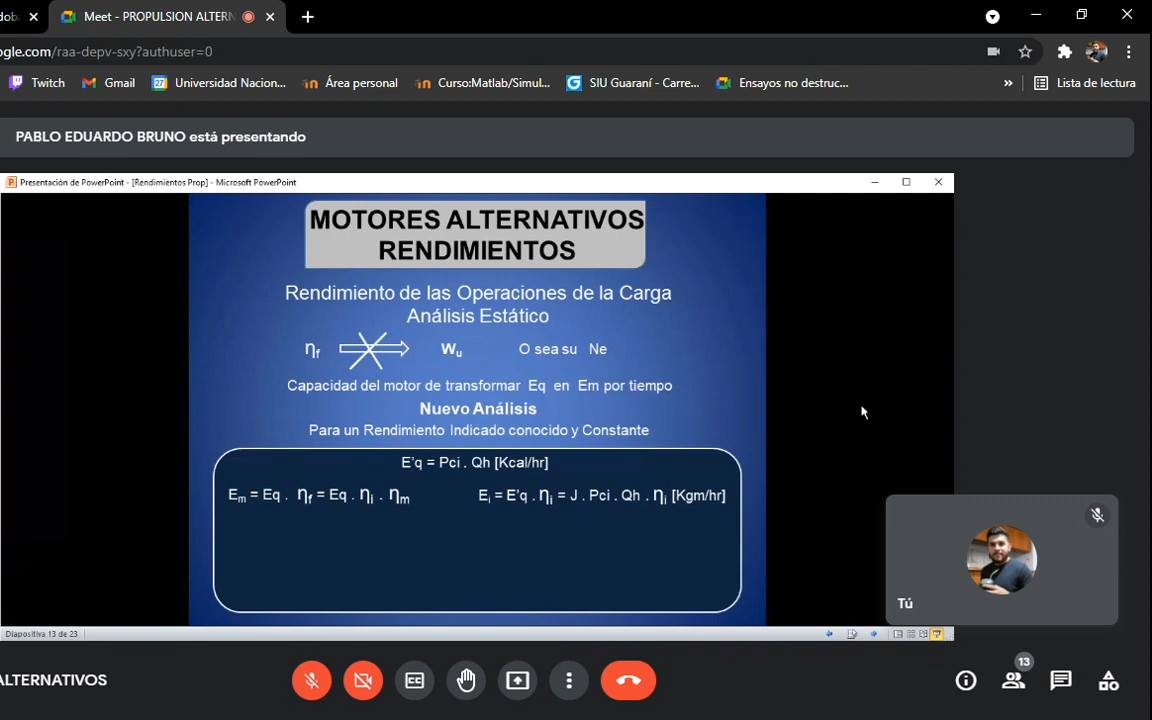 Meet - PROPULSION ALTERN
ogle.com/raa-depv-sxy?authuser=0
Twitch
Gmail
27
Universidad Nacion...
Área personal
Curso:Matlab/Simul...
SIU Guaraní - Carre...
Ensayos no destruc...
»
Lista de lectura
PABLO EDUARDO BRUNO está presentando
Presentación de PowerPoint - [Rendimientos Prop] - Microsoft PowerPoint
MOTORES ALTERNATIVOS
RENDIMIENTOS
Rendimiento de las Operaciones de la Carga
Análisis Estático
ηf Wu O sea su Ne
Capacidad del motor de transformar Eq en Em por tiempo
Nuevo Análisis
Para un Rendimiento Indicado conocido y Constante
E'q = Pci . Qh [Kcal/hr]
Em = Eq . ηf = Eq . ηi . ηm
Ei = E'q . ηi = J . Pci . Qh . ηi [Kgm/hr]
Tú
Diapositiva 13 de 23
ALTERNATIVOS
13